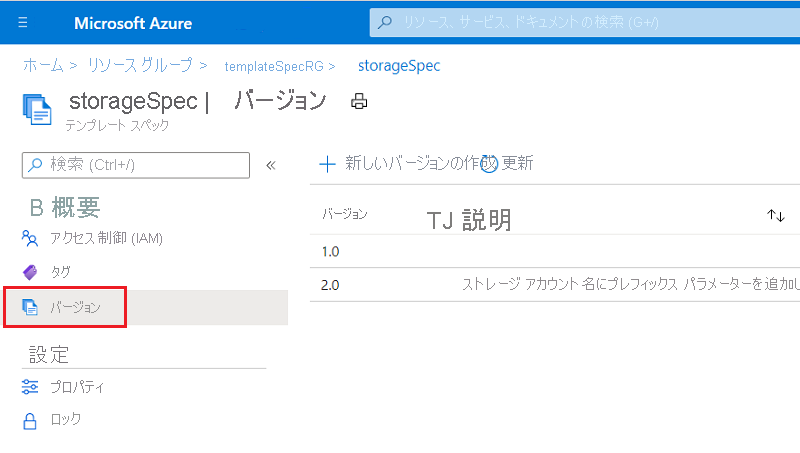 Microsoft Azure
リソース、サービス、ドキュメントの検索 (G+/)
ホーム > リソース グループ > templateSpecRG > storageSpec
storageSpec | バージョン
テンプレート スペック
検索 (Ctrl+/)
«
新しいバージョンの作成 更新
B 概要
アクセス制御 (IAM)
タグ
バージョン
設定
プロパティ
ロック
バージョン TJ 説明
1.0
2.0 ストレージ アカウント名にプレフィックス パラメーターを追加し